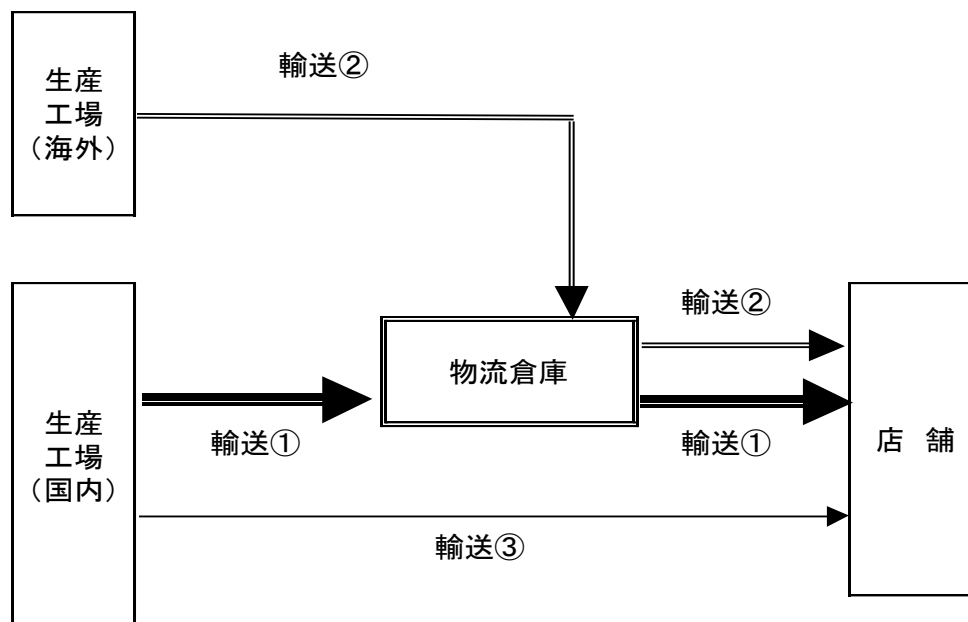 輸送②
生産
工場
（海外）
輸送②
物流倉庫
生産
工場
（国内）
輸送①
輸送①
店 舗
輸送③